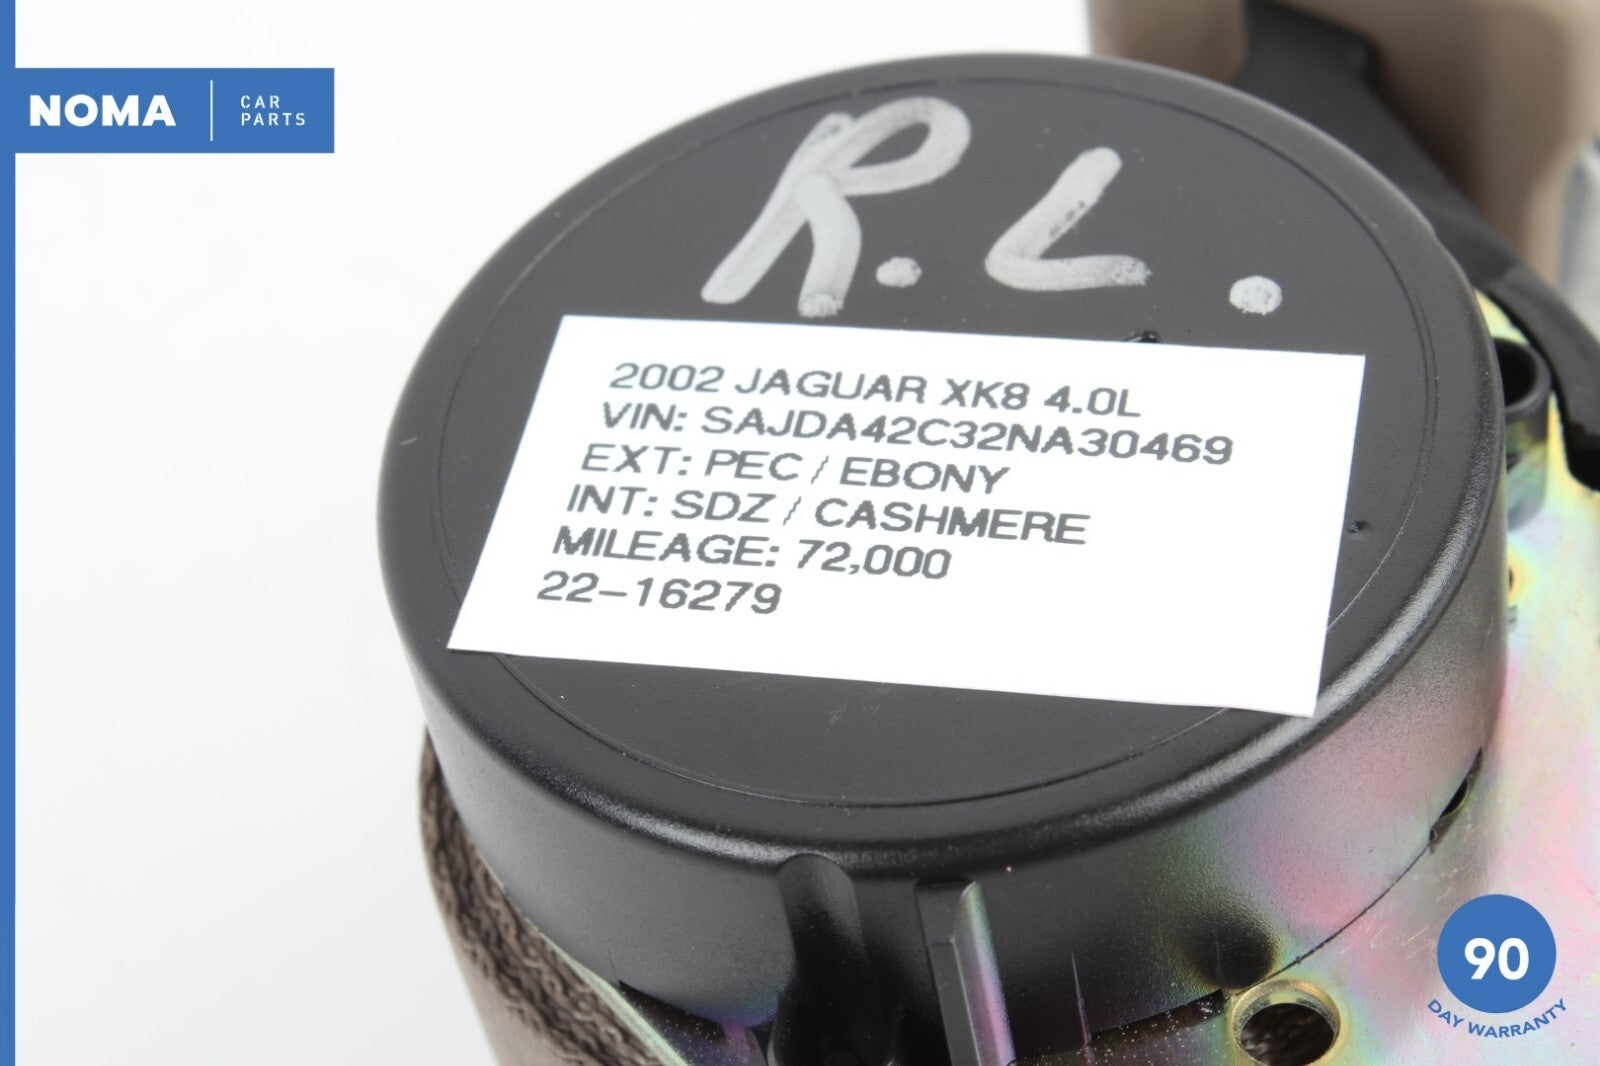 NOMA
CAR
PARTS
R.L.
2002 JAGUAR XK8 4.0L
VIN: SAJDA42C32NA30469
EXT: PEC / EBONY
INT: SDZ / CASHMERE
MILEAGE: 72,000
22-16279
90
DAY WARRANTY